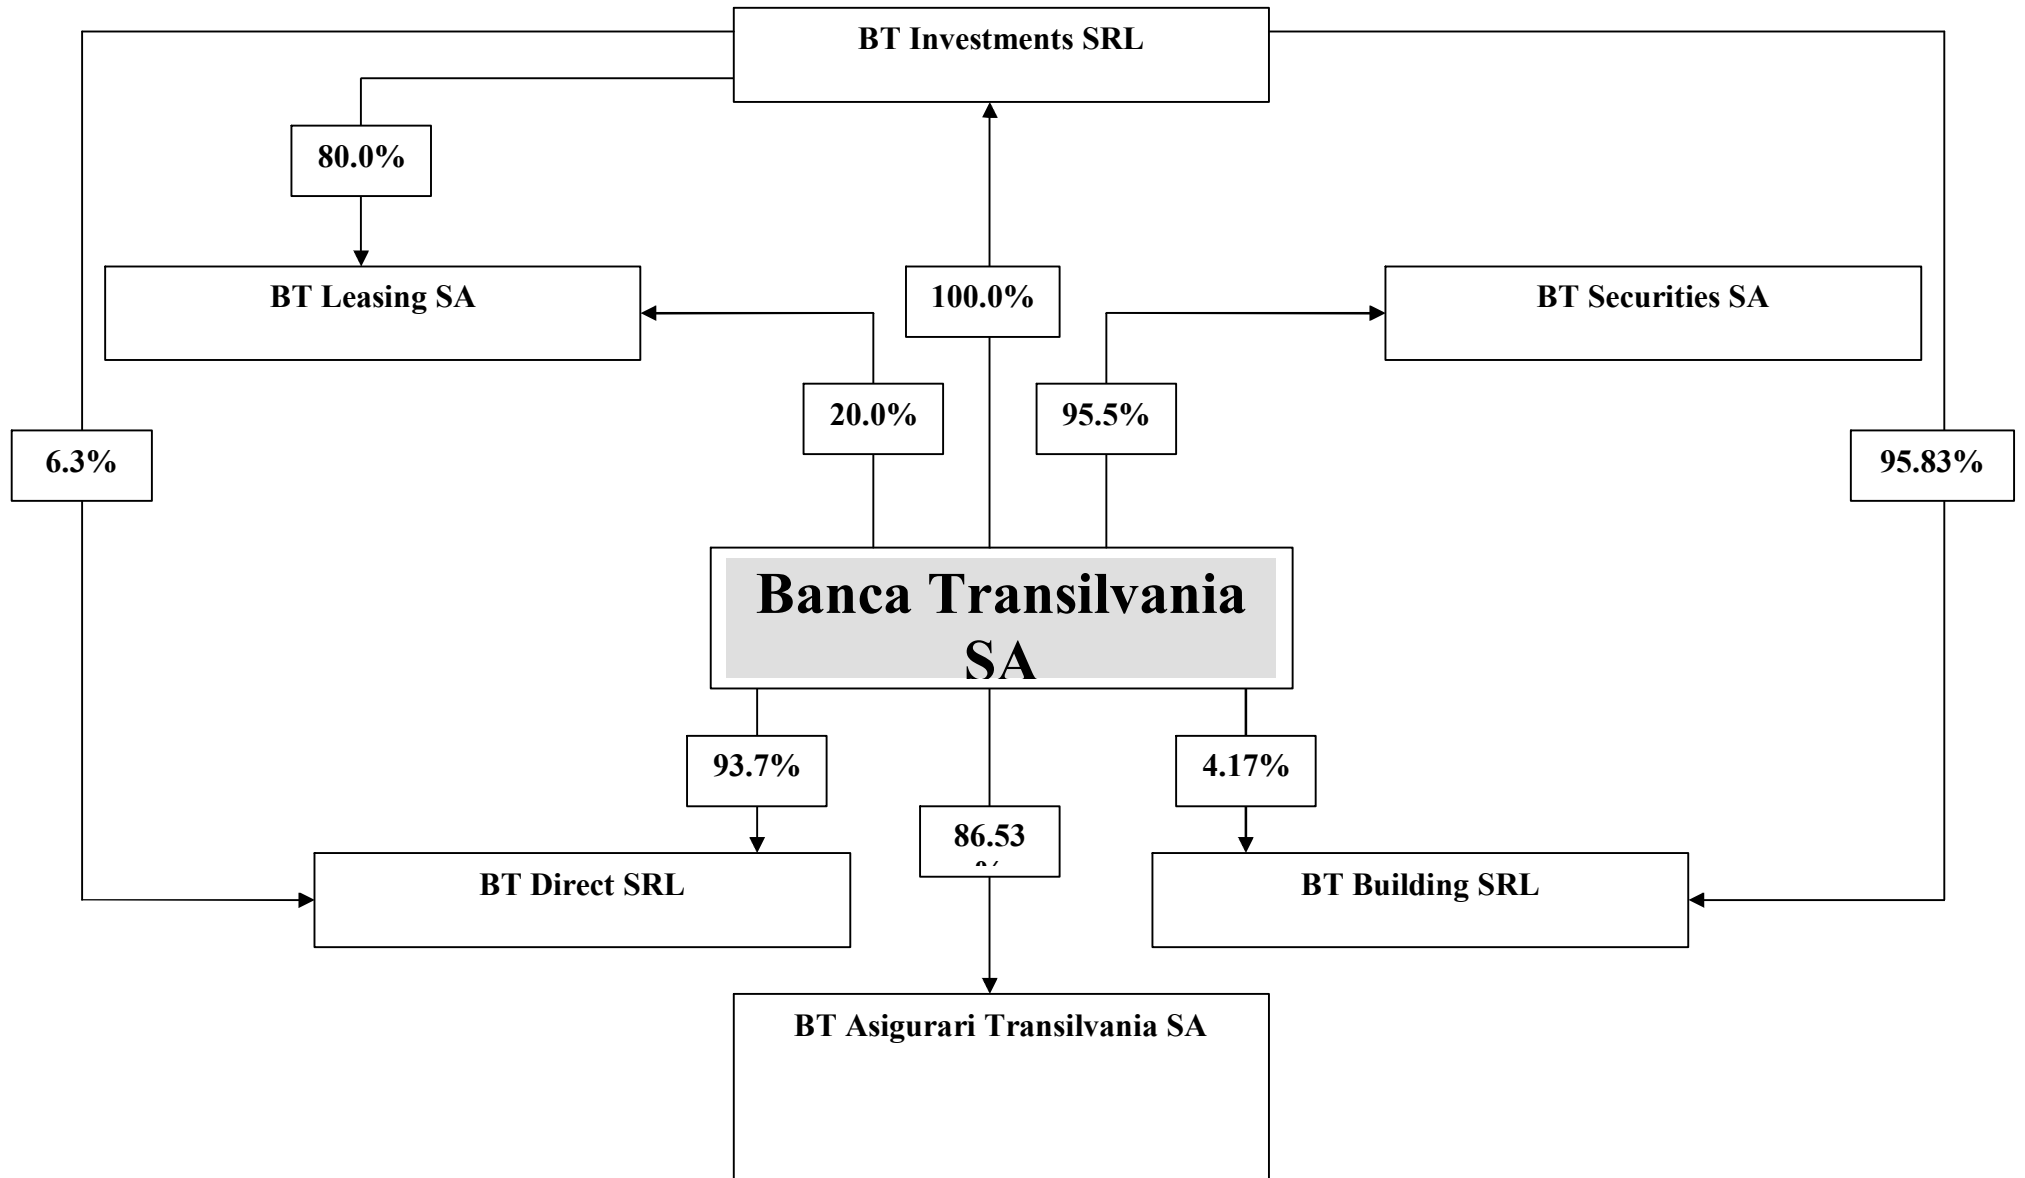 BT Investments SRL
80.0%
BT Leasing SA
100.0%
BT Securities SA
20.0%
95.5%
6.3%
95.83%
Banca Transilvania
SA
93.7%
4.17%
86.53
%
BT Direct SRL
BT Building SRL
BT Asigurari Transilvania SA